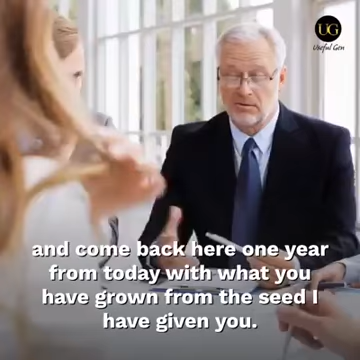 UG
Useful Gen
and come back here one year
from today with what you
have grown from the seed I
have given you.